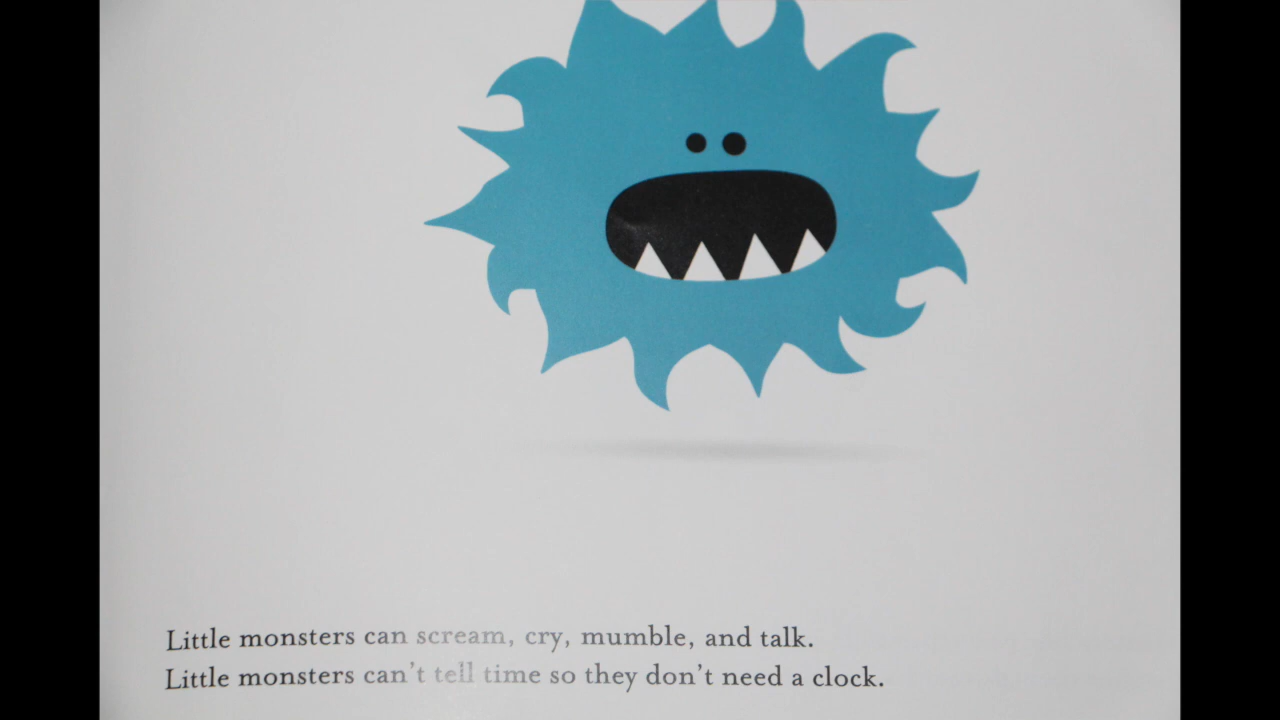 Little monsters can scream, cry, mumble, and talk.
Little monsters can't tell time so they don't need a clock.